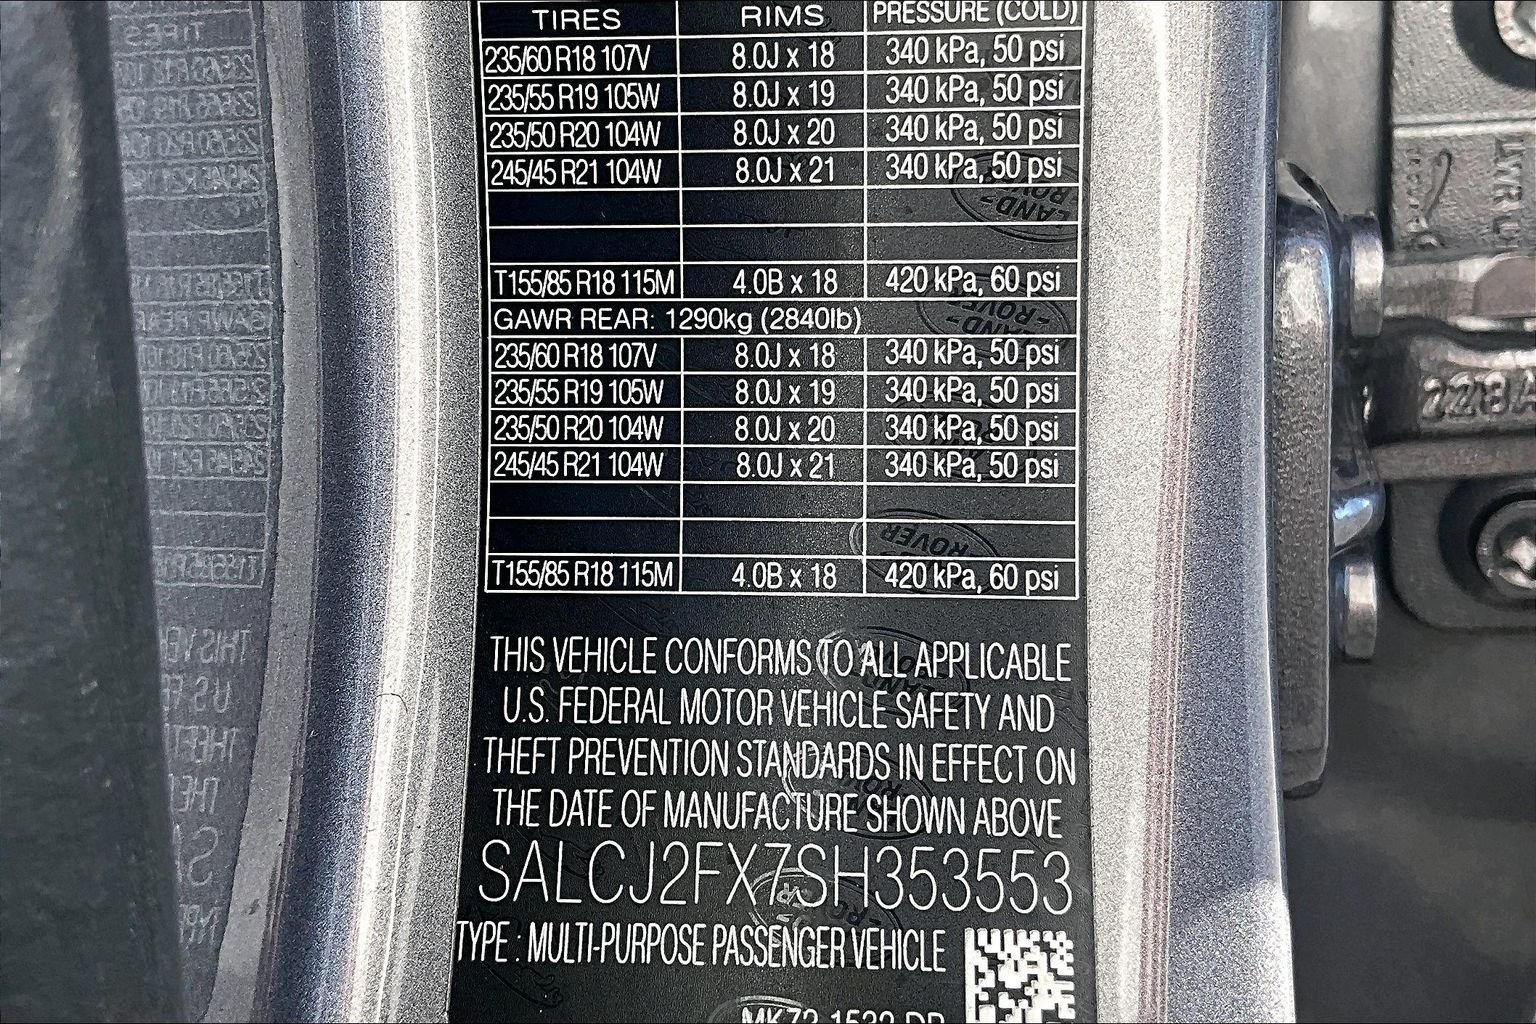 TIRES RIMS PRESSURE (COLD)
235/60 R18 107V 8.0J x 18 340 kPa, 50 psi
235/55 R19 105W 8.0J x 19 340 kPa, 50 psi
235/50 R20 104W 8.0J x 20 340 kPa, 50 psi
245/45 R21 104W 8.0J x 21 340 kPa, 50 psi
T155/85 R18 115M 4.0B x 18 420 kPa, 60 psi
GAWR REAR: 1290kg (2840lb)
235/60 R18 107V 8.0J x 18 340 kPa, 50 psi
235/55 R19 105W 8.0J x 19 340 kPa, 50 psi
235/50 R20 104W 8.0J x 20 340 kPa, 50 psi
245/45 R21 104W 8.0J x 21 340 kPa, 50 psi
T155/85 R18 115M 4.0B x 18 420 kPa, 60 psi
THIS VEHICLE CONFORMS TO ALL APPLICABLE
U.S. FEDERAL MOTOR VEHICLE SAFETY AND
THEFT PREVENTION STANDARDS IN EFFECT ON
THE DATE OF MANUFACTURE SHOWN ABOVE
SALCJ2FX7SH353553
TYPE : MULTI-PURPOSE PASSENGER VEHICLE
LAND ROVER
228A